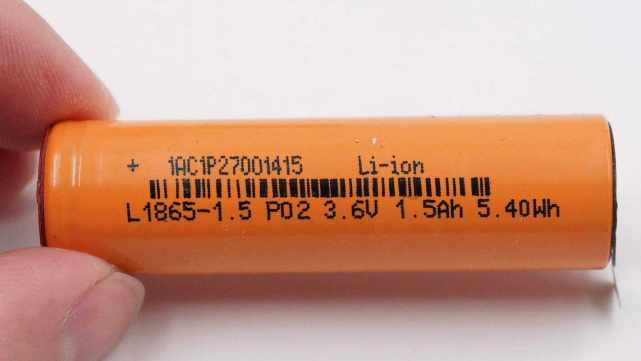 + 1AC1P27001415 Li-ion
L1865-1.5 P02 3.6V 1.5Ah 5.40Wh